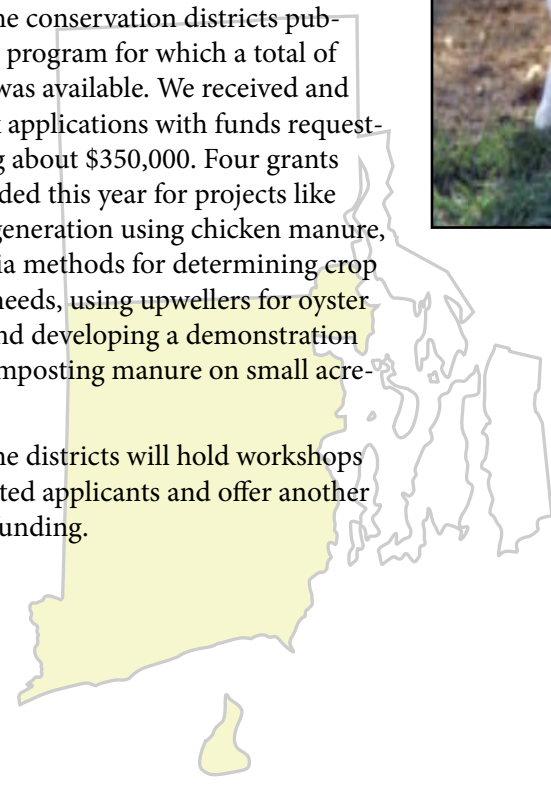 ne conservation districts pub-
program for which a total of
was available. We received and
applications with funds request-
g about $350,000. Four grants
ded this year for projects like
generation using chicken manure,
ia methods for determining crop
needs, using upwellers for oyster
nd developing a demonstration
mposting manure on small acre-
ne districts will hold workshops
ted applicants and offer another
funding.